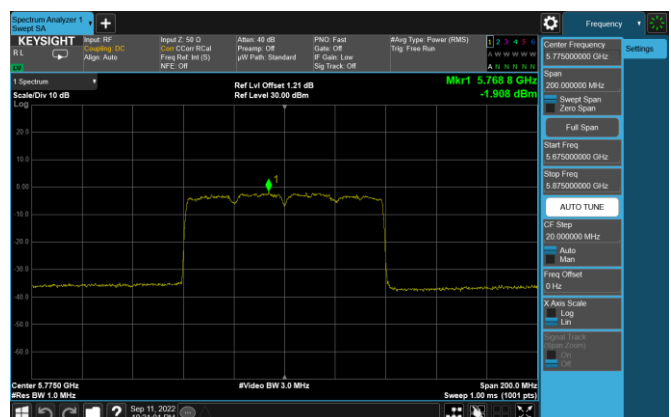 Spectrum Analyzer 1
Swept SA
+
Frequency
KEYSIGHT
R L
Input: RF
Coupling: DC
Align: Auto
Input Z: 50 Ω
Corr CCorr RCal
Freq Ref: Int (S)
NFE: Off
Atten: 40 dB
Preamp: Off
µW Path: Standard
PNO: Fast
Gate: Off
IF Gain: Low
Sig Track: Off
#Avg Type: Power (RMS)
Trig: Free Run
1 2 3 4 5 6
A W W W W W
A N N N N N
1 Spectrum
Scale/Div 10 dB
Ref Lvl Offset 1.21 dB
Ref Level 30.00 dBm
Mkr1 5.768 8 GHz
-1.908 dBm
Log
20.0
10.0
0.00
-10.0
-20.0
-30.0
-40.0
-50.0
-60.0
1
Center 5.7750 GHz
#Res BW 1.0 MHz
#Video BW 3.0 MHz
Span 200.0 MHz
Sweep 1.00 ms (1001 pts)
Sep 11, 2022
Center Frequency
5.775000000 GHz
Settings
Span
200.000000 MHz
Swept Span
Zero Span
Full Span
Start Freq
5.675000000 GHz
Stop Freq
5.875000000 GHz
AUTO TUNE
CF Step
20.000000 MHz
Auto
Man
Freq Offset
0 Hz
X Axis Scale
Log
Lin
Signal Track
(Span Zoom)
On
Off